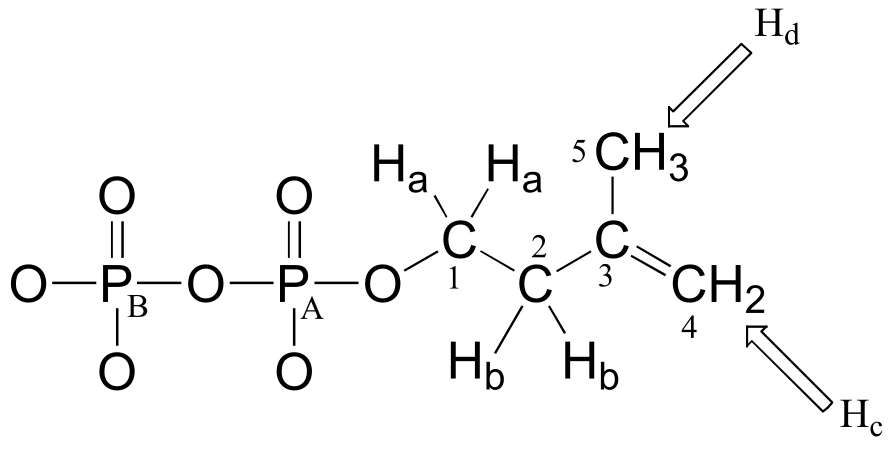 Hd
5 CH3
Ha Ha
O O
C 2 C
1 3
O P O P O C CH2
B A 4
O O Hb Hb
Hc